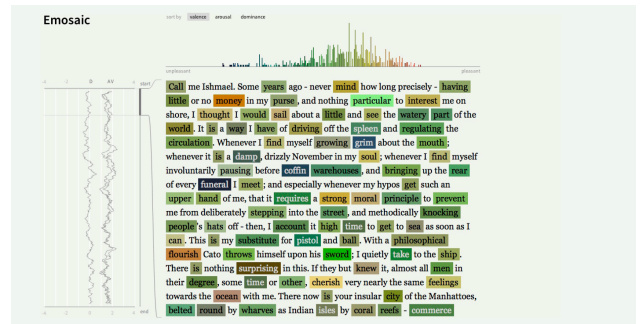 Emosaic
sort by valense arousal dominance
unpleasant pleasant
start
Call me Ishmael. Some years ago - never mind how long precisely - having
little or no money in my purse, and nothing particular to interest me on
shore, I thought I would sail about a little and see the watery part of the
world. It is a way I have of driving off the spleen and regulating the
circulation. Whenever I find myself growing grim about the mouth;
whenever it is a damp, drizzly November in my soul; whenever I find myself
involuntarily pausing before coffin warehouses, and bringing up the rear
of every funeral I meet; and especially whenever my hypos get such an
upper hand of me, that it requires a strong moral principle to prevent
me from deliberately stepping into the street, and methodically knocking
people's hats off - then, I account it high time to get to sea as soon as I
can. This is my substitute for pistol and ball. With a philosophical
flourish Cato throws himself upon his sword; I quietly take to the ship.
There is nothing surprising in this. If they but knew it, almost all men in
their degree, some time or other, cherish very nearly the same feelings
towards the ocean with me. There now is your insular city of the Manhattoes,
belted round by wharves as Indian isles by coral reefs - commerce
end